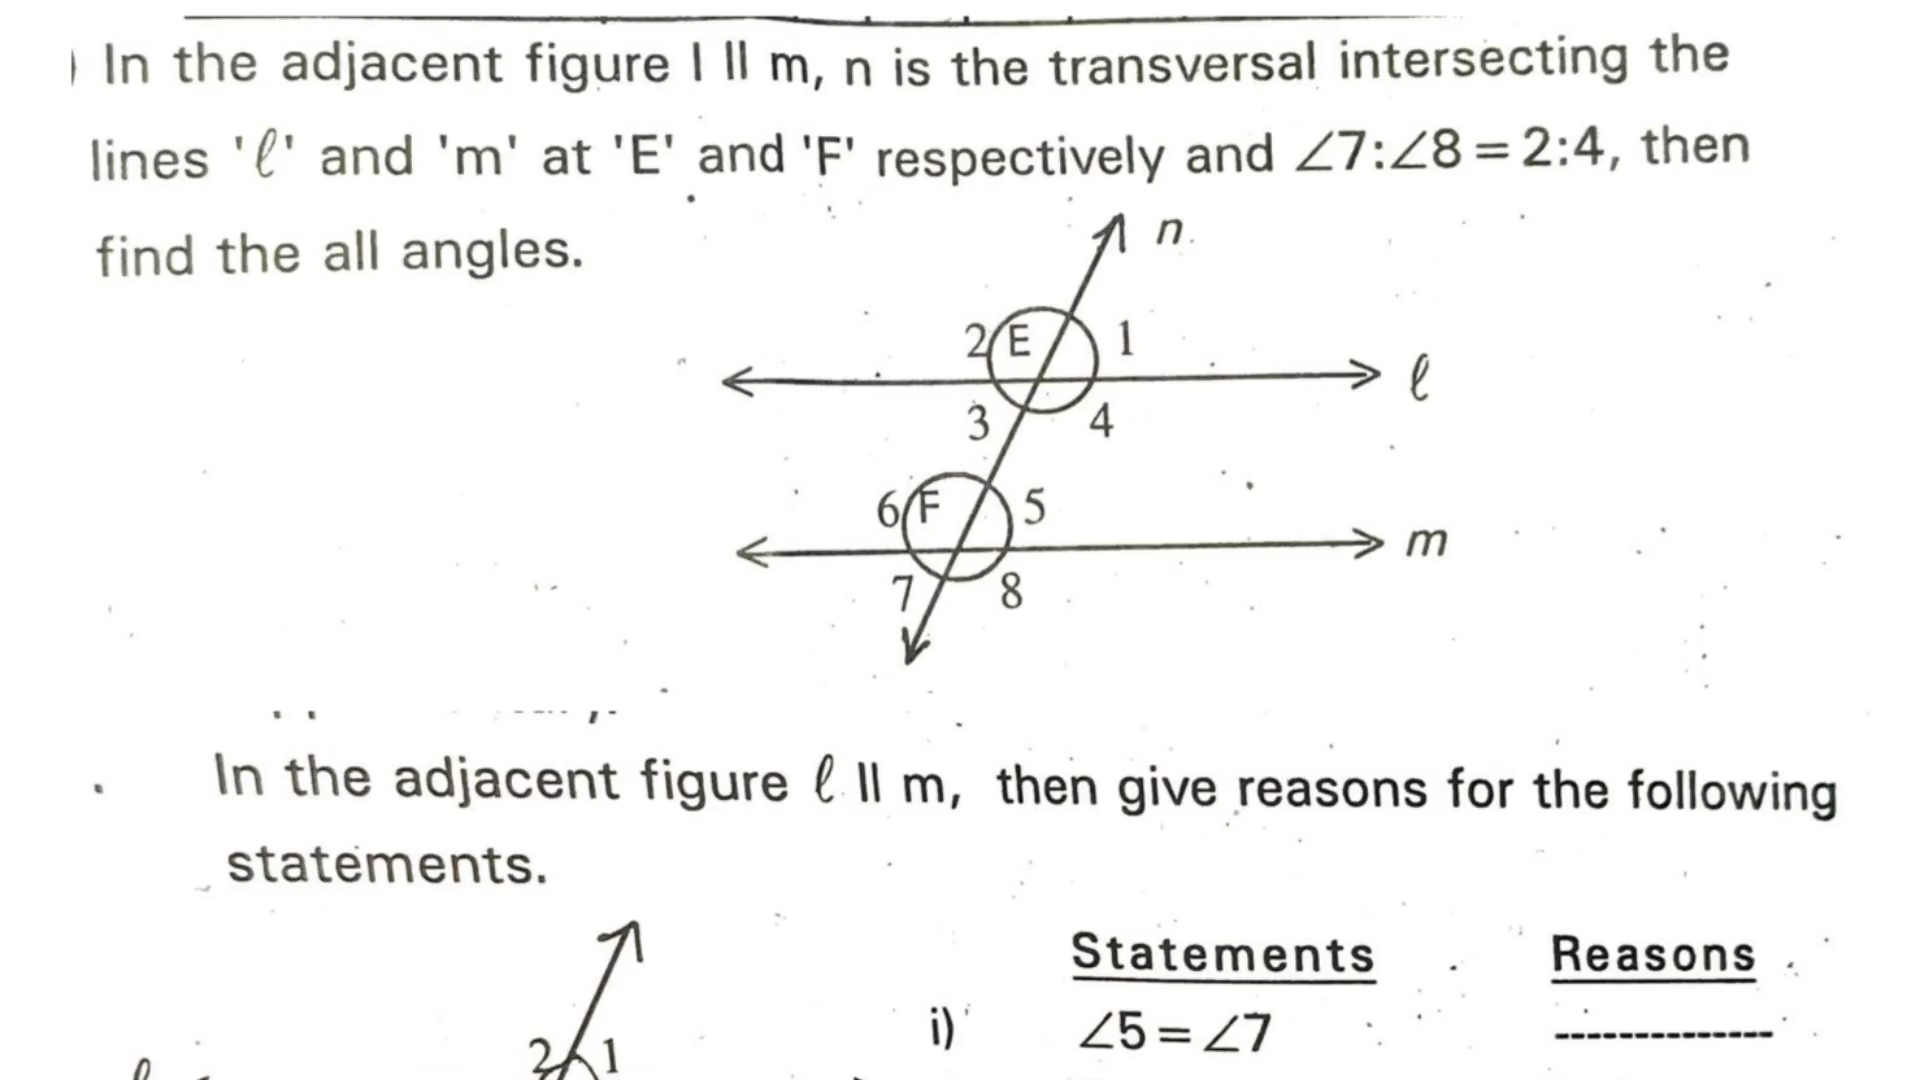 ) In the adjacent figure l || m, n is the transversal intersecting the
lines 'ℓ' and 'm' at 'E' and 'F' respectively and ∠7:∠8 = 2:4, then
find the all angles.
n
2 E 1
ℓ
3 4
6 F 5
m
7 8
In the adjacent figure ℓ || m, then give reasons for the following
statements.
Statements Reasons
i) ∠5 = ∠7 --------------
2 1